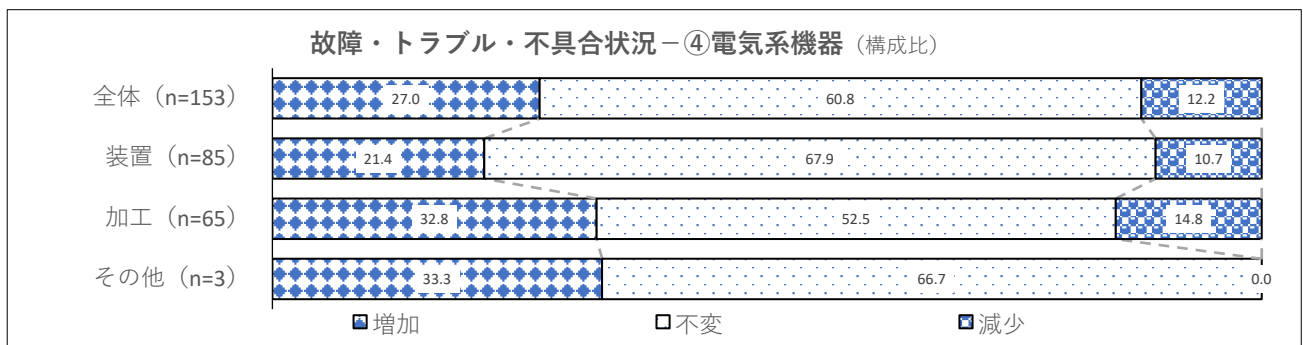 故障・トラブル・不具合状況－④電気系機器（構成比）
全体（n=153） 27.0 60.8 12.2
装置（n=85） 21.4 67.9 10.7
加工（n=65） 32.8 52.5 14.8
その他（n=3） 33.3 66.7 0.0
増加 不変 減少